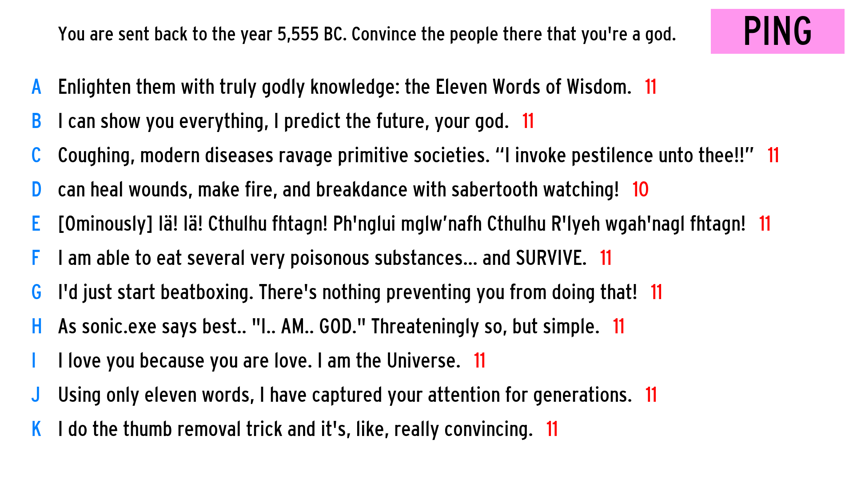 You are sent back to the year 5,555 BC. Convince the people there that you're a god.
PING
A Enlighten them with truly godly knowledge: the Eleven Words of Wisdom. 11
B I can show you everything, I predict the future, your god. 11
C Coughing, modern diseases ravage primitive societies. “I invoke pestilence unto thee!!” 11
D can heal wounds, make fire, and breakdance with sabertooth watching! 10
E [Ominously] Iä! Iä! Cthulhu fhtagn! Ph'nglui mglw’nafh Cthulhu R'lyeh wgah'nagl fhtagn! 11
F I am able to eat several very poisonous substances... and SURVIVE. 11
G I'd just start beatboxing. There's nothing preventing you from doing that! 11
H As sonic.exe says best.. "I.. AM.. GOD." Threateningly so, but simple. 11
I I love you because you are love. I am the Universe. 11
J Using only eleven words, I have captured your attention for generations. 11
K I do the thumb removal trick and it's, like, really convincing. 11